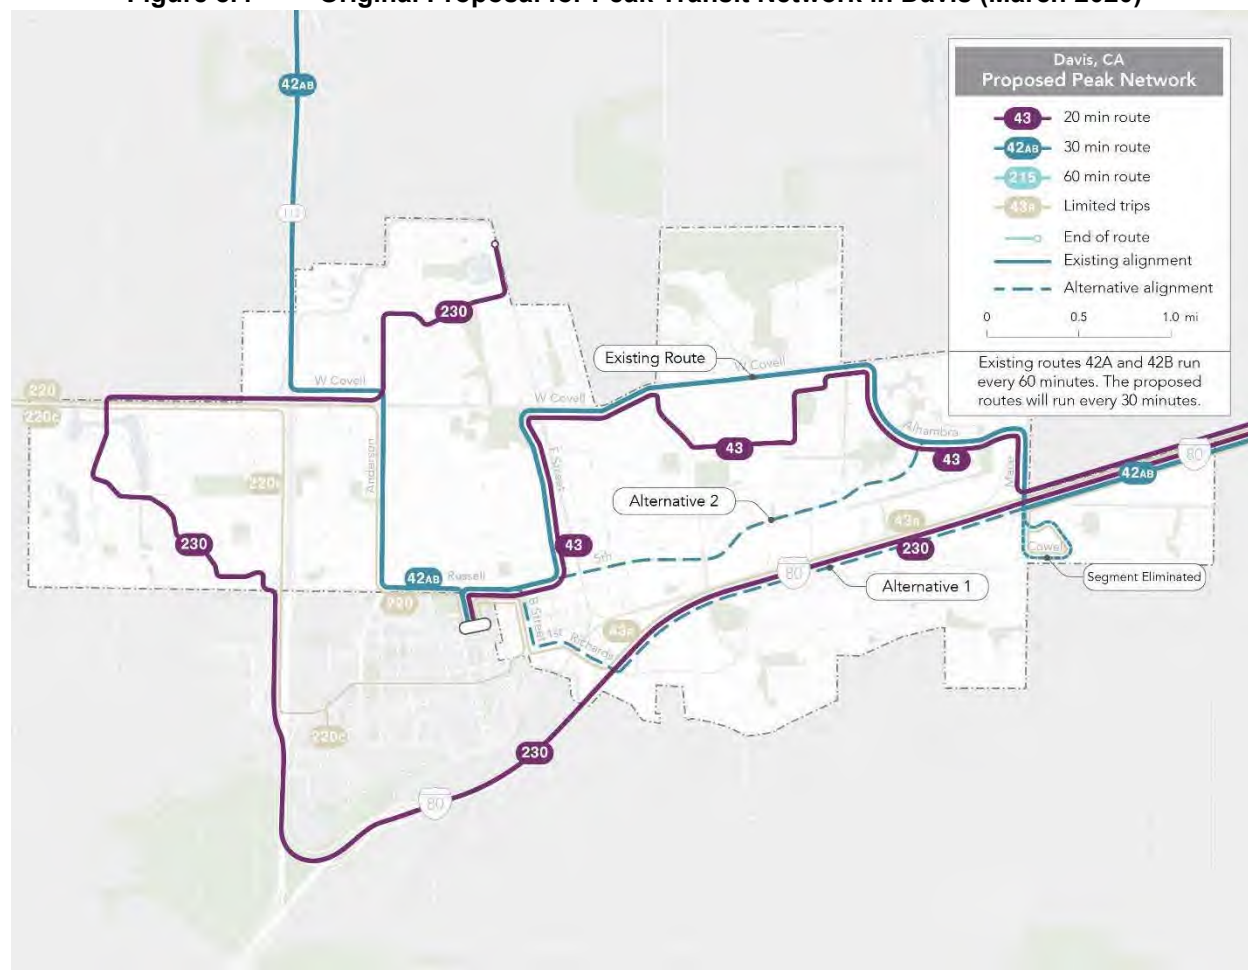 Original Proposal for Peak Transit Network in Davis (March 2020)
Davis, CA
Proposed Peak Network
43 20 min route
42AB 30 min route
215 60 min route
43R Limited trips
End of route
Existing alignment
Alternative alignment
0 0.5 1.0 mi
Existing routes 42A and 42B run
every 60 minutes. The proposed
routes will run every 30 minutes.
42AB
113
230
Existing Route
W Covell
W Covell
220
220C
W Covell
Alhambra
43
43
Mace
80
42AB
Anderson
F Street
220C
Alternative 2
43R
230
43
230
5th
Cowell
Segment Eliminated
80
Alternative 1
42AB
Russell
220
B Street
1st
Richards
43R
220C
230
80